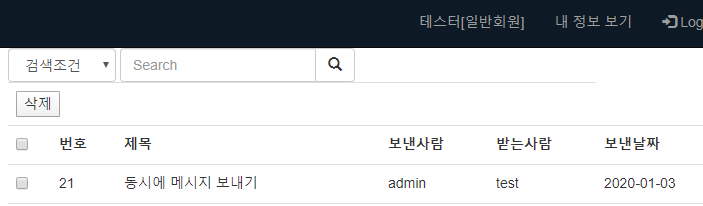 테스터[일반회원] 내 정보 보기 Log
검색조건 Search
삭제
번호 제목 보낸사람 받는사람 보낸날짜
21 동시에 메시지 보내기 admin test 2020-01-03